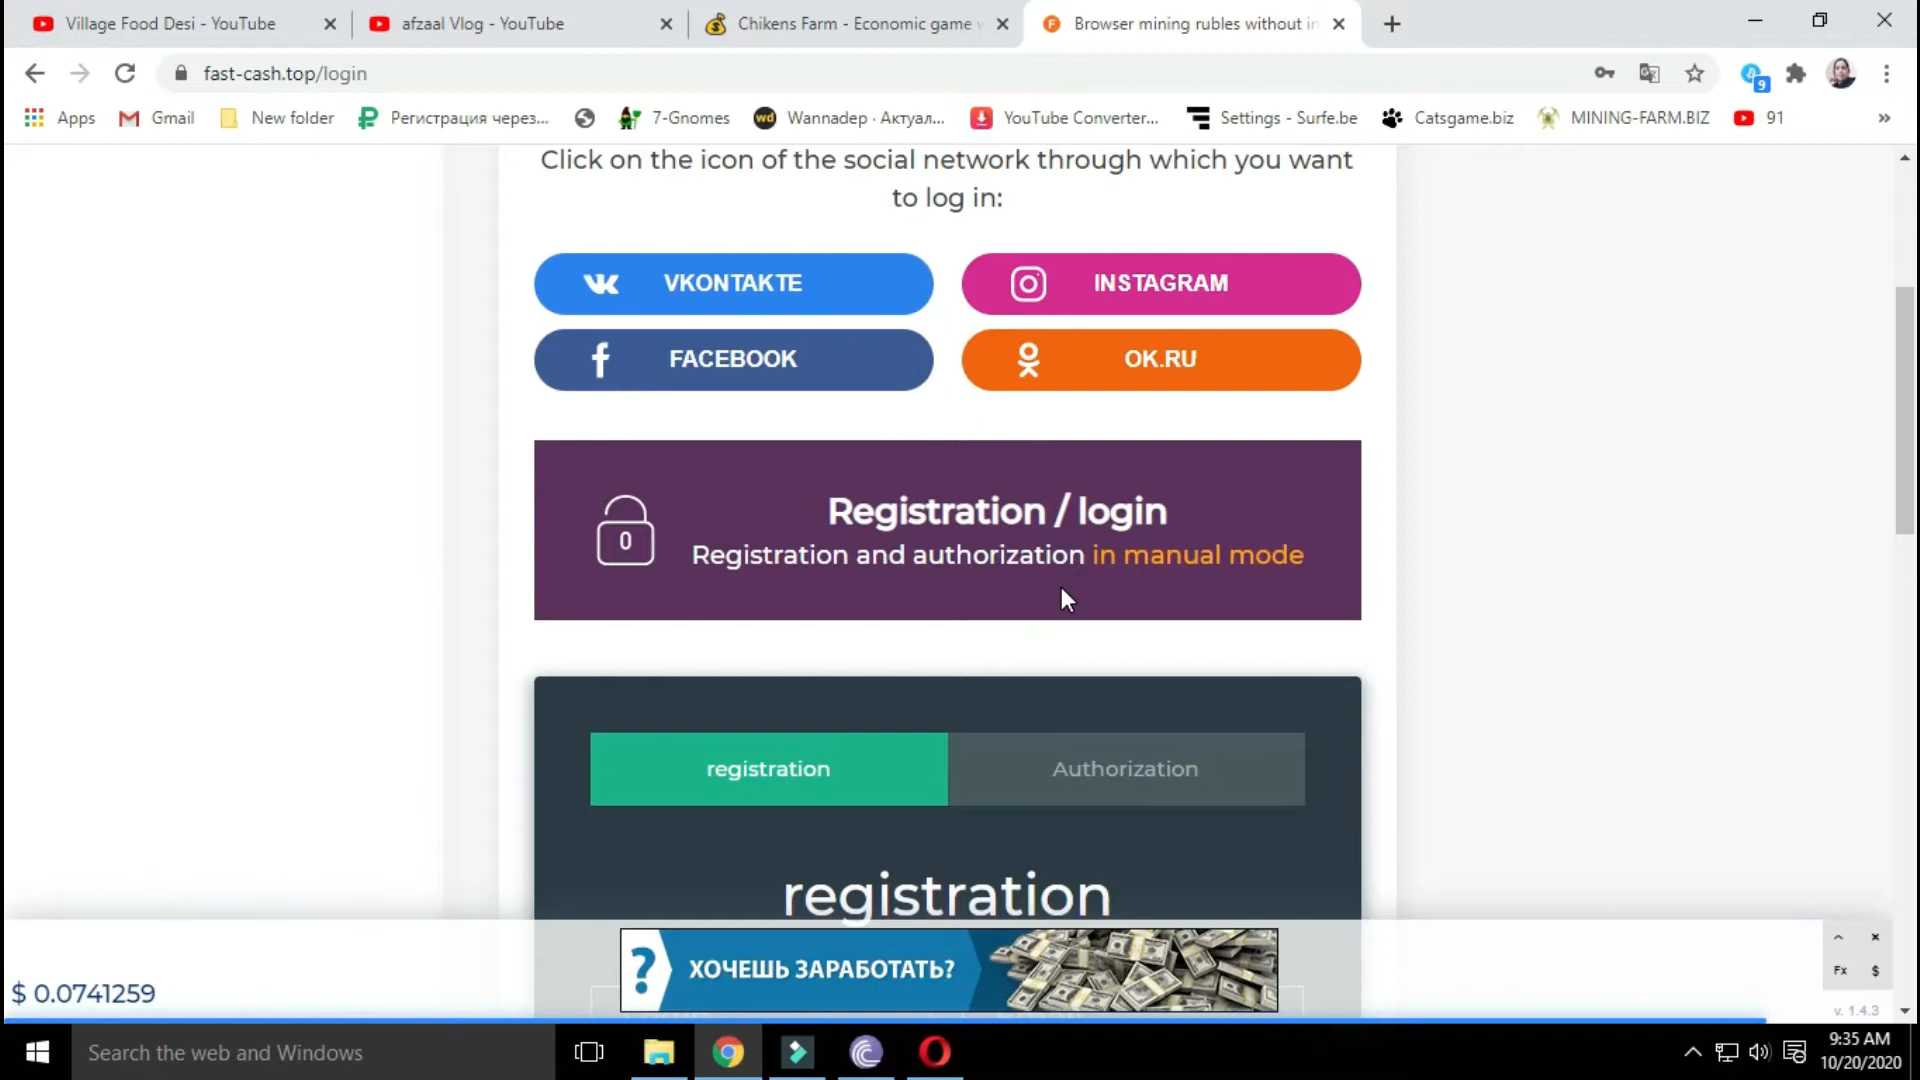 Village Food Desi - YouTube
afzaal Vlog - YouTube
Chikens Farm - Economic game
Browser mining rubles without in
fast-cash.top/login
9
Apps
Gmail
New folder
Регистрация через...
7-Gnomes
wd
Wannadep · Актуал...
YouTube Converter...
Settings - Surfe.be
Catsgame.biz
MINING-FARM.BIZ
91
Click on the icon of the social network through which you want
to log in:
VKONTAKTE
INSTAGRAM
FACEBOOK
OK.RU
Registration / login
Registration and authorization in manual mode
registration
Authorization
registration
? ХОЧЕШЬ ЗАРАБОТАТЬ?
$ 0.0741259
Fx $
v. 1.4.3
Search the web and Windows
9:35 AM
10/20/2020